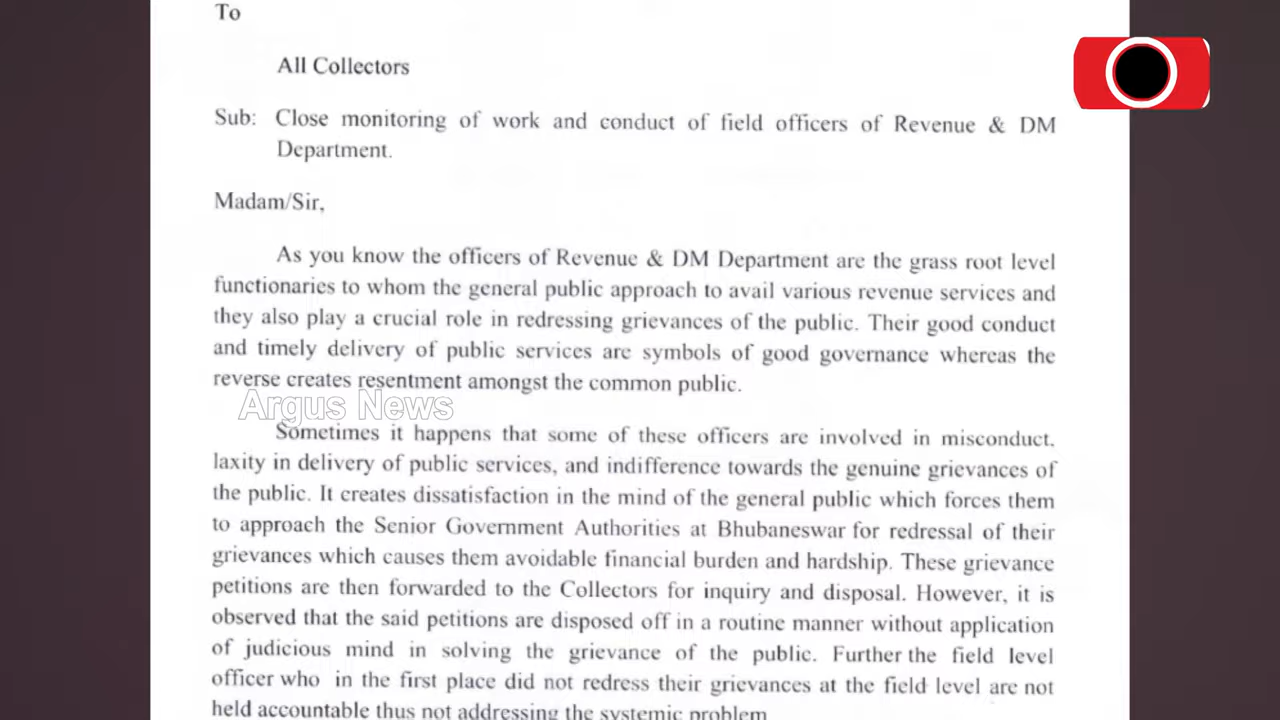 To
All Collectors
Sub: Close monitoring of work and conduct of field officers of Revenue & DM
Department.
Madam/Sir,
As you know the officers of Revenue & DM Department are the grass root level
functionaries to whom the general public approach to avail various revenue services and
they also play a crucial role in redressing grievances of the public. Their good conduct
and timely delivery of public services are symbols of good governance whereas the
reverse creates resentment amongst the common public.
Argus News
Sometimes it happens that some of these officers are involved in misconduct,
laxity in delivery of public services, and indifference towards the genuine grievances of
the public. It creates dissatisfaction in the mind of the general public which forces them
to approach the Senior Government Authorities at Bhubaneswar for redressal of their
grievances which causes them avoidable financial burden and hardship. These grievance
petitions are then forwarded to the Collectors for inquiry and disposal. However, it is
observed that the said petitions are disposed off in a routine manner without application
of judicious mind in solving the grievance of the public. Further the field level
officer who in the first place did not redress their grievances at the field level are not
held accountable thus not addressing the systemic problem